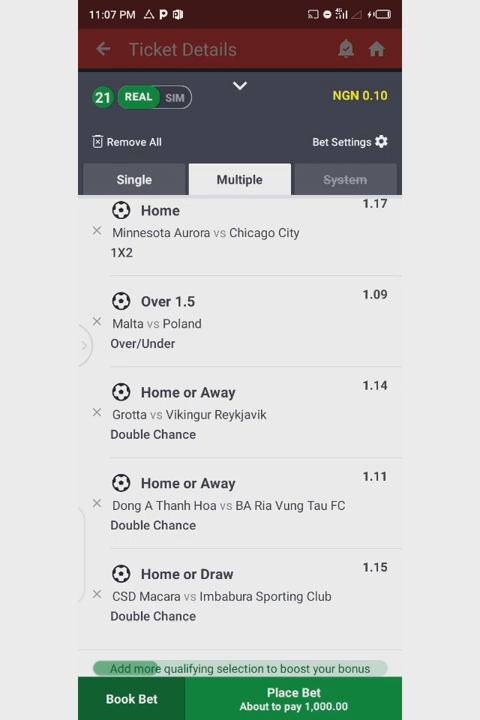 11:07 PM
Ticket Details
21 REAL SIM
NGN 0.10
Remove All
Bet Settings
Single
Multiple
System
Home
1.17
Minnesota Aurora vs Chicago City
1X2
Over 1.5
1.09
Malta vs Poland
Over/Under
Home or Away
1.14
Grotta vs Vikingur Reykjavik
Double Chance
Home or Away
1.11
Dong A Thanh Hoa vs BA Ria Vung Tau FC
Double Chance
Home or Draw
1.15
CSD Macara vs Imbabura Sporting Club
Double Chance
Add more qualifying selection to boost your bonus
Book Bet
Place Bet
About to pay 1,000.00